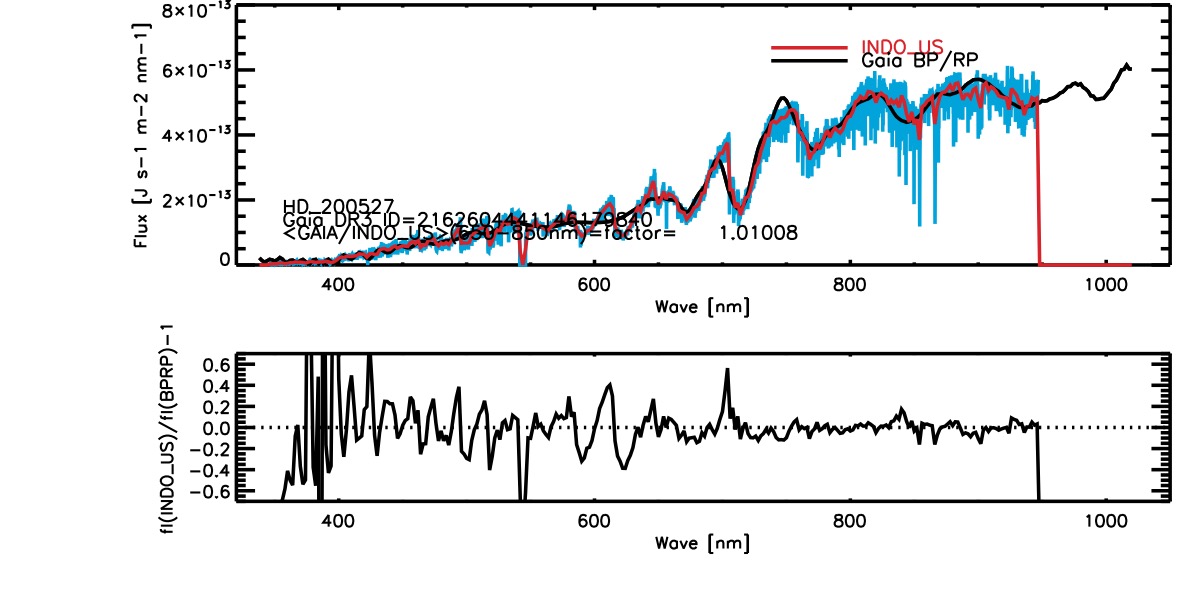 8×10−13
6×10−13
4×10−13
2×10−13
0
Flux [J s−1 m−2 nm−1]
INDO_US
Gaia BP/RP
HD_200527
Gaia DR3_ID=2162604441146179840
<GAIA/INDO_US>(650−850nm)=factor= 1.01008
400 600 800 1000
Wave [nm]
fl(INDO_US)/fl(BPRP)−1
0.6
0.4
0.2
0.0
−0.2
−0.4
−0.6
400 600 800 1000
Wave [nm]